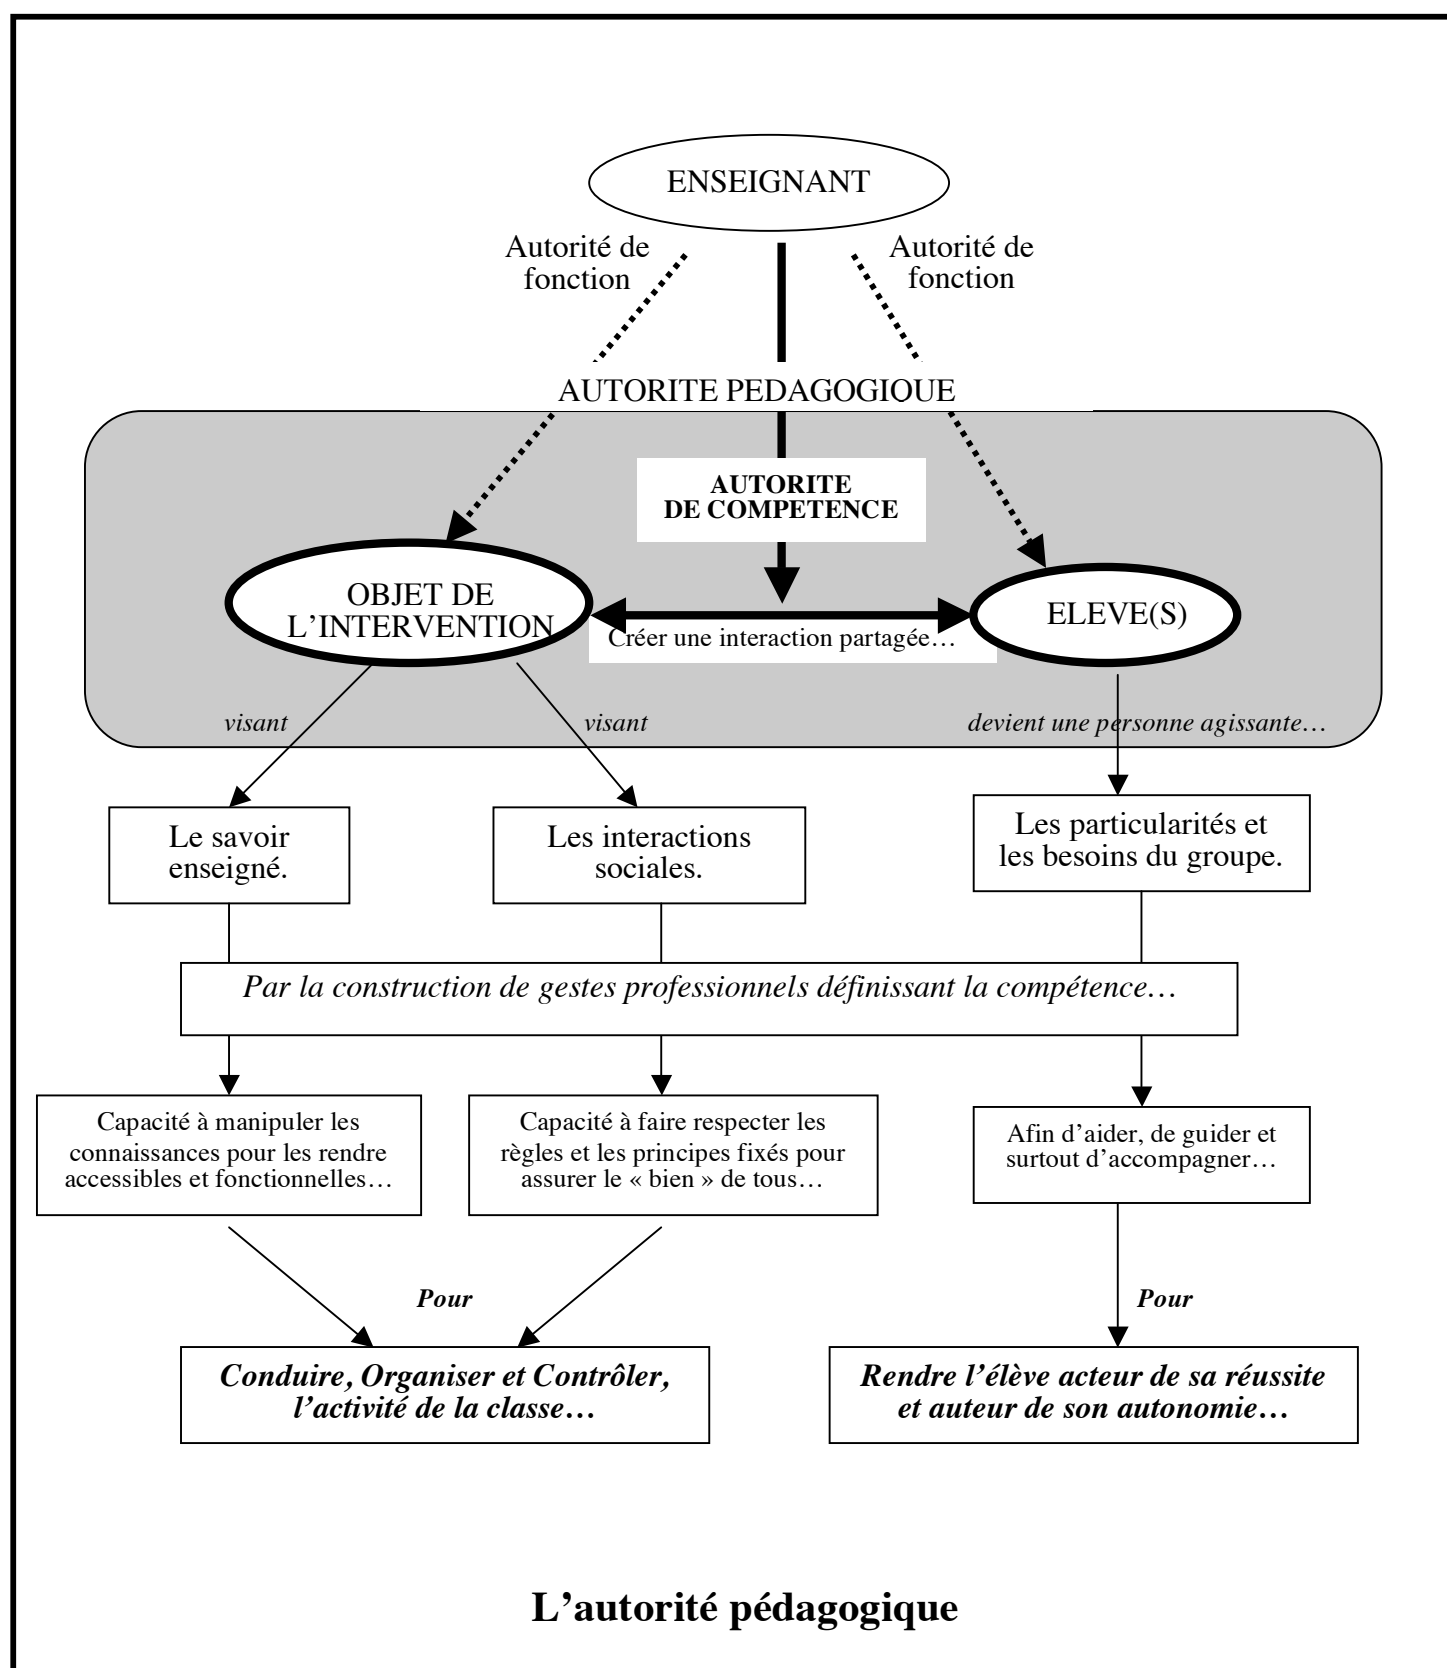 ENSEIGNANT
Autorité de
fonction
Autorité de
fonction
AUTORITE PEDAGOGIQUE
AUTORITE
DE COMPETENCE
OBJET DE
L’INTERVENTION
ELEVE(S)
Créer une interaction partagée…
visant
visant
devient une personne agissante…
Le savoir
enseigné.
Les interactions
sociales.
Les particularités et
les besoins du groupe.
Par la construction de gestes professionnels définissant la compétence…
Capacité à manipuler les
connaissances pour les rendre
accessibles et fonctionnelles…
Capacité à faire respecter les
règles et les principes fixés pour
assurer le « bien » de tous…
Afin d’aider, de guider et
surtout d’accompagner…
Pour
Pour
Conduire, Organiser et Contrôler,
l’activité de la classe…
Rendre l’élève acteur de sa réussite
et auteur de son autonomie…
L’autorité pédagogique